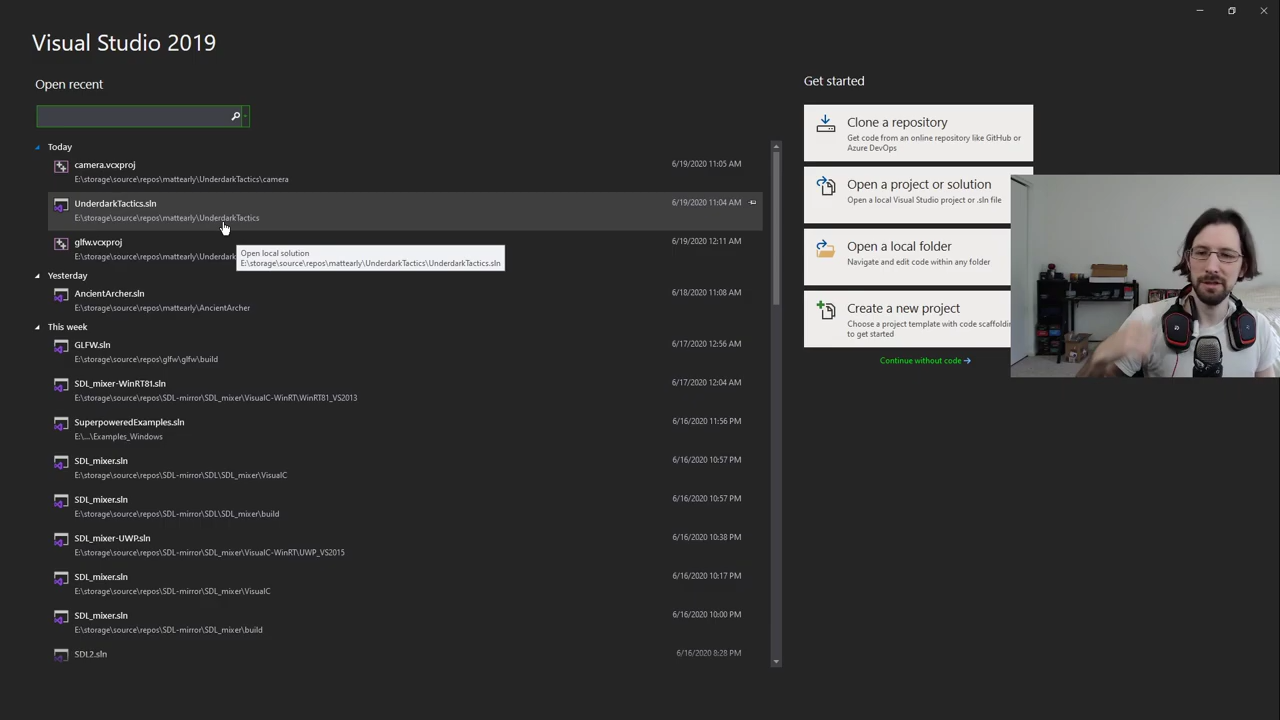 Visual Studio 2019
Open recent
Today
camera.vcxproj
6/19/2020 11:05 AM
E:\storage\source\repos\mattearly\UnderdarkTactics\camera
UnderdarkTactics.sln
6/19/2020 11:04 AM
E:\storage\source\repos\mattearly\UnderdarkTactics
glfw.vcxproj
6/19/2020 12:11 AM
E:\storage\source\repos\mattearly\Underdark
Open local solution
E:\storage\source\repos\mattearly\UnderdarkTactics\UnderdarkTactics.sln
Yesterday
AncientArcher.sln
6/18/2020 11:08 AM
E:\storage\source\repos\mattearly\AncientArcher
This week
GLFW.sln
6/17/2020 12:56 AM
E:\storage\source\repos\glfw\glfw\build
SDL_mixer-WinRT81.sln
6/17/2020 12:04 AM
E:\storage\source\repos\SDL-mirror\SDL_mixer\VisualC-WinRT\WinRT81_VS2013
SuperpoweredExamples.sln
6/16/2020 11:56 PM
E:\...\Examples_Windows
SDL_mixer.sln
6/16/2020 10:57 PM
E:\storage\source\repos\SDL-mirror\SDL\SDL_mixer\VisualC
SDL_mixer.sln
6/16/2020 10:57 PM
E:\storage\source\repos\SDL-mirror\SDL\SDL_mixer\build
SDL_mixer-UWP.sln
6/16/2020 10:38 PM
E:\storage\source\repos\SDL-mirror\SDL_mixer\VisualC-WinRT\UWP_VS2015
SDL_mixer.sln
6/16/2020 10:17 PM
E:\storage\source\repos\SDL-mirror\SDL_mixer\VisualC
SDL_mixer.sln
6/16/2020 10:00 PM
E:\storage\source\repos\SDL-mirror\SDL_mixer\build
SDL2.sln
6/16/2020 8:28 PM
Get started
Clone a repository
Get code from an online repository like GitHub or
Azure DevOps
Open a project or solution
Open a local Visual Studio project or .sln file
Open a local folder
Navigate and edit code within any folder
Create a new project
Choose a project template with code scaffoldi
to get started
Continue without code →